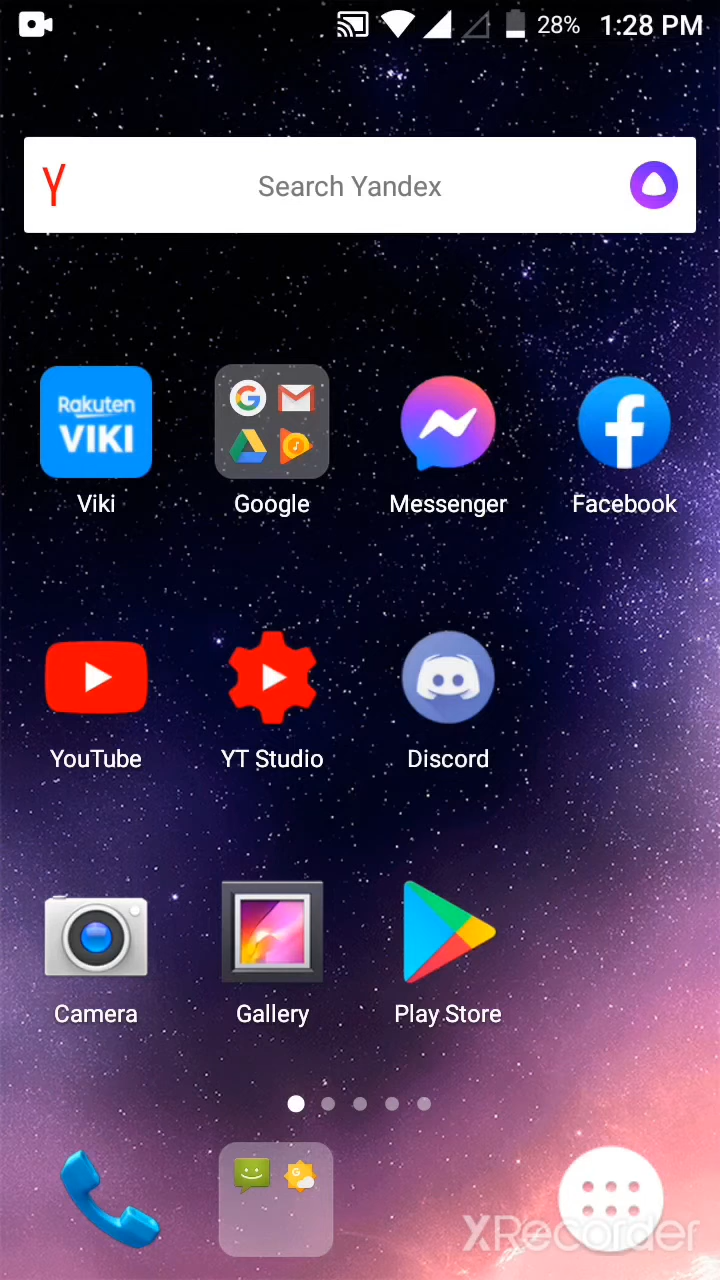 28% 1:28 PM
Y Search Yandex
Rakuten
VIKI
Viki Google Messenger Facebook
YouTube YT Studio Discord
Camera Gallery Play Store
XRecorder